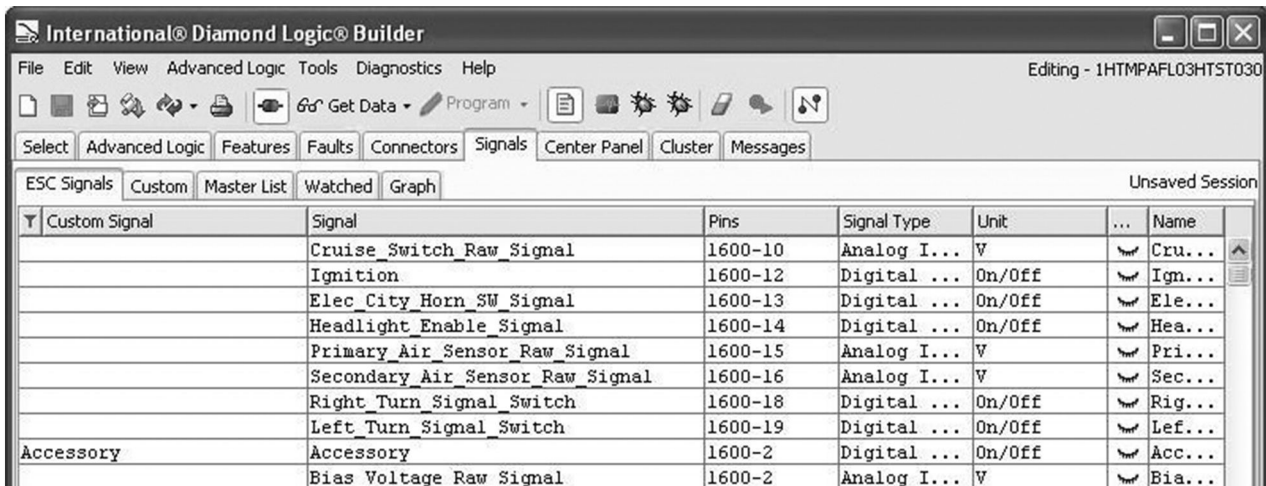 International® Diamond Logic® Builder
File Edit View Advanced Logic Tools Diagnostics Help Editing - 1HTMPAFL03HTST030
Get Data Program
Select Advanced Logic Features Faults Connectors Signals Center Panel Cluster Messages
ESC Signals Custom Master List Watched Graph Unsaved Session
Custom Signal Signal Pins Signal Type Unit ... Name
Cruise_Switch_Raw_Signal 1600-10 Analog I... V Cru...
Ignition 1600-12 Digital ... On/Off Ign...
Elec_City_Horn_SW_Signal 1600-13 Digital ... On/Off Ele...
Headlight_Enable_Signal 1600-14 Digital ... On/Off Hea...
Primary_Air_Sensor_Raw_Signal 1600-15 Analog I... V Pri...
Secondary_Air_Sensor_Raw_Signal 1600-16 Analog I... V Sec...
Right_Turn_Signal_Switch 1600-18 Digital ... On/Off Rig...
Left_Turn_Signal_Switch 1600-19 Digital ... On/Off Lef...
Accessory Accessory 1600-2 Digital ... On/Off Acc...
Bias Voltage Raw Signal 1600-2 Analog I... V Bia...